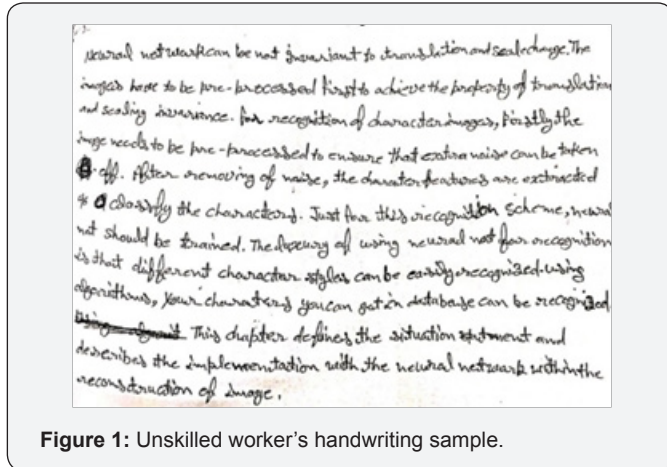 neural network can be not invariant to translation and scale change. The
images have to be pre-processed first to achieve the property of translation
and scaling invarience. for recognition of character images, firstly the
image needs to be pre-processed to ensure that extra noise can be taken
off. After removing of noise, the charater features are extracted
classify the characters. Just for this recognition scheme, neural
net should be trained. The luxury of using neural net for recognition
is that different character styles can be easily recognized. using
algorithms, your characters you can get in database can be recognized
This chapter defines the situation and
describes the implementation with the neural network within the
reconstruction of image.
Figure 1: Unskilled worker's handwriting sample.